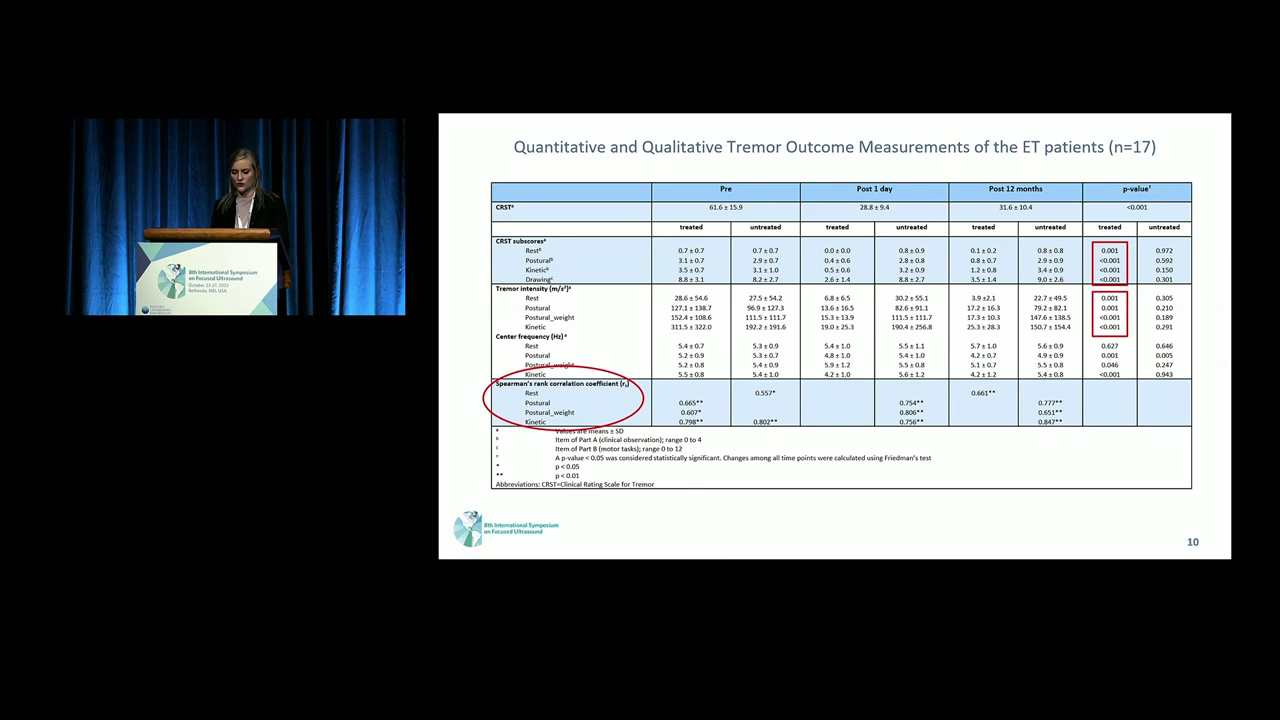 8th International Symposium
on Focused Ultrasound
October 23-27, 2022
Bethesda, MD, USA
FOCUSED
ULTRASOUND
FOUNDATION
Quantitative and Qualitative Tremor Outcome Measurements of the ET patients (n=17)
Pre Post 1 day Post 12 months p-value†
CRSTᵃ 61.6 ± 15.9 28.8 ± 9.4 31.6 ± 10.4 <0.001
treated untreated treated untreated treated untreated treated untreated
CRST subscoresᵃ
Restᵇ 0.7 ± 0.7 0.7 ± 0.7 0.0 ± 0.0 0.8 ± 0.9 0.1 ± 0.2 0.8 ± 0.8 0.001 0.972
Posturalᵇ 3.1 ± 0.7 2.9 ± 0.7 0.4 ± 0.6 2.8 ± 0.8 0.8 ± 0.7 2.9 ± 0.9 <0.001 0.592
Kineticᵇ 3.5 ± 0.7 3.1 ± 1.0 0.5 ± 0.6 3.2 ± 0.9 1.2 ± 0.8 3.4 ± 0.9 <0.001 0.150
Drawingᶜ 8.8 ± 3.1 8.2 ± 2.7 2.6 ± 1.4 8.8 ± 2.7 3.5 ± 1.4 9.0 ± 2.6 <0.001 0.301
Tremor intensity (m/s²)ᵃ
Rest 28.6 ± 54.6 27.5 ± 54.2 6.8 ± 6.5 30.2 ± 55.1 3.9 ±2.1 22.7 ± 49.5 0.001 0.305
Postural 127.1 ± 138.7 96.9 ± 127.3 13.6 ± 16.5 82.6 ± 91.1 17.2 ± 16.3 79.2 ± 82.1 0.001 0.210
Postural_weight 152.4 ± 108.6 111.5 ± 111.7 15.3 ± 13.9 111.5 ± 111.7 17.3 ± 10.3 147.6 ± 138.5 <0.001 0.189
Kinetic 311.5 ± 322.0 192.2 ± 191.6 19.0 ± 25.3 190.4 ± 256.8 25.3 ± 28.3 150.7 ± 154.4 <0.001 0.291
Center frequency (Hz) ᵃ
Rest 5.4 ± 0.7 5.3 ± 0.9 5.4 ± 1.0 5.5 ± 1.1 5.7 ± 1.0 5.6 ± 0.9 0.627 0.646
Postural 5.2 ± 0.9 5.3 ± 0.7 4.8 ± 1.0 5.4 ± 1.0 4.2 ± 0.7 4.9 ± 0.9 0.001 0.005
Postural_weight 5.2 ± 0.8 5.4 ± 0.9 5.9 ± 1.2 5.5 ± 0.8 5.1 ± 0.7 5.5 ± 0.8 0.046 0.247
Kinetic 5.5 ± 0.8 5.4 ± 1.0 4.2 ± 1.0 5.6 ± 1.2 4.2 ± 1.2 5.4 ± 0.8 <0.001 0.943
Spearman's rank correlation coefficient (rₛ)
Rest 0.557* 0.661**
Postural 0.665** 0.754** 0.777**
Postural_weight 0.607* 0.806** 0.651**
Kinetic 0.798** 0.802** 0.756** 0.847**
ᵃ Values are means ± SD
ᵇ Item of Part A (clinical observation); range 0 to 4
ᶜ Item of Part B (motor tasks); range 0 to 12
A p-value < 0.05 was considered statistically significant. Changes among all time points were calculated using Friedman's test
* p < 0.05
** p < 0.01
Abbreviations: CRST=Clinical Rating Scale for Tremor
8th International Symposium
on Focused Ultrasound
10